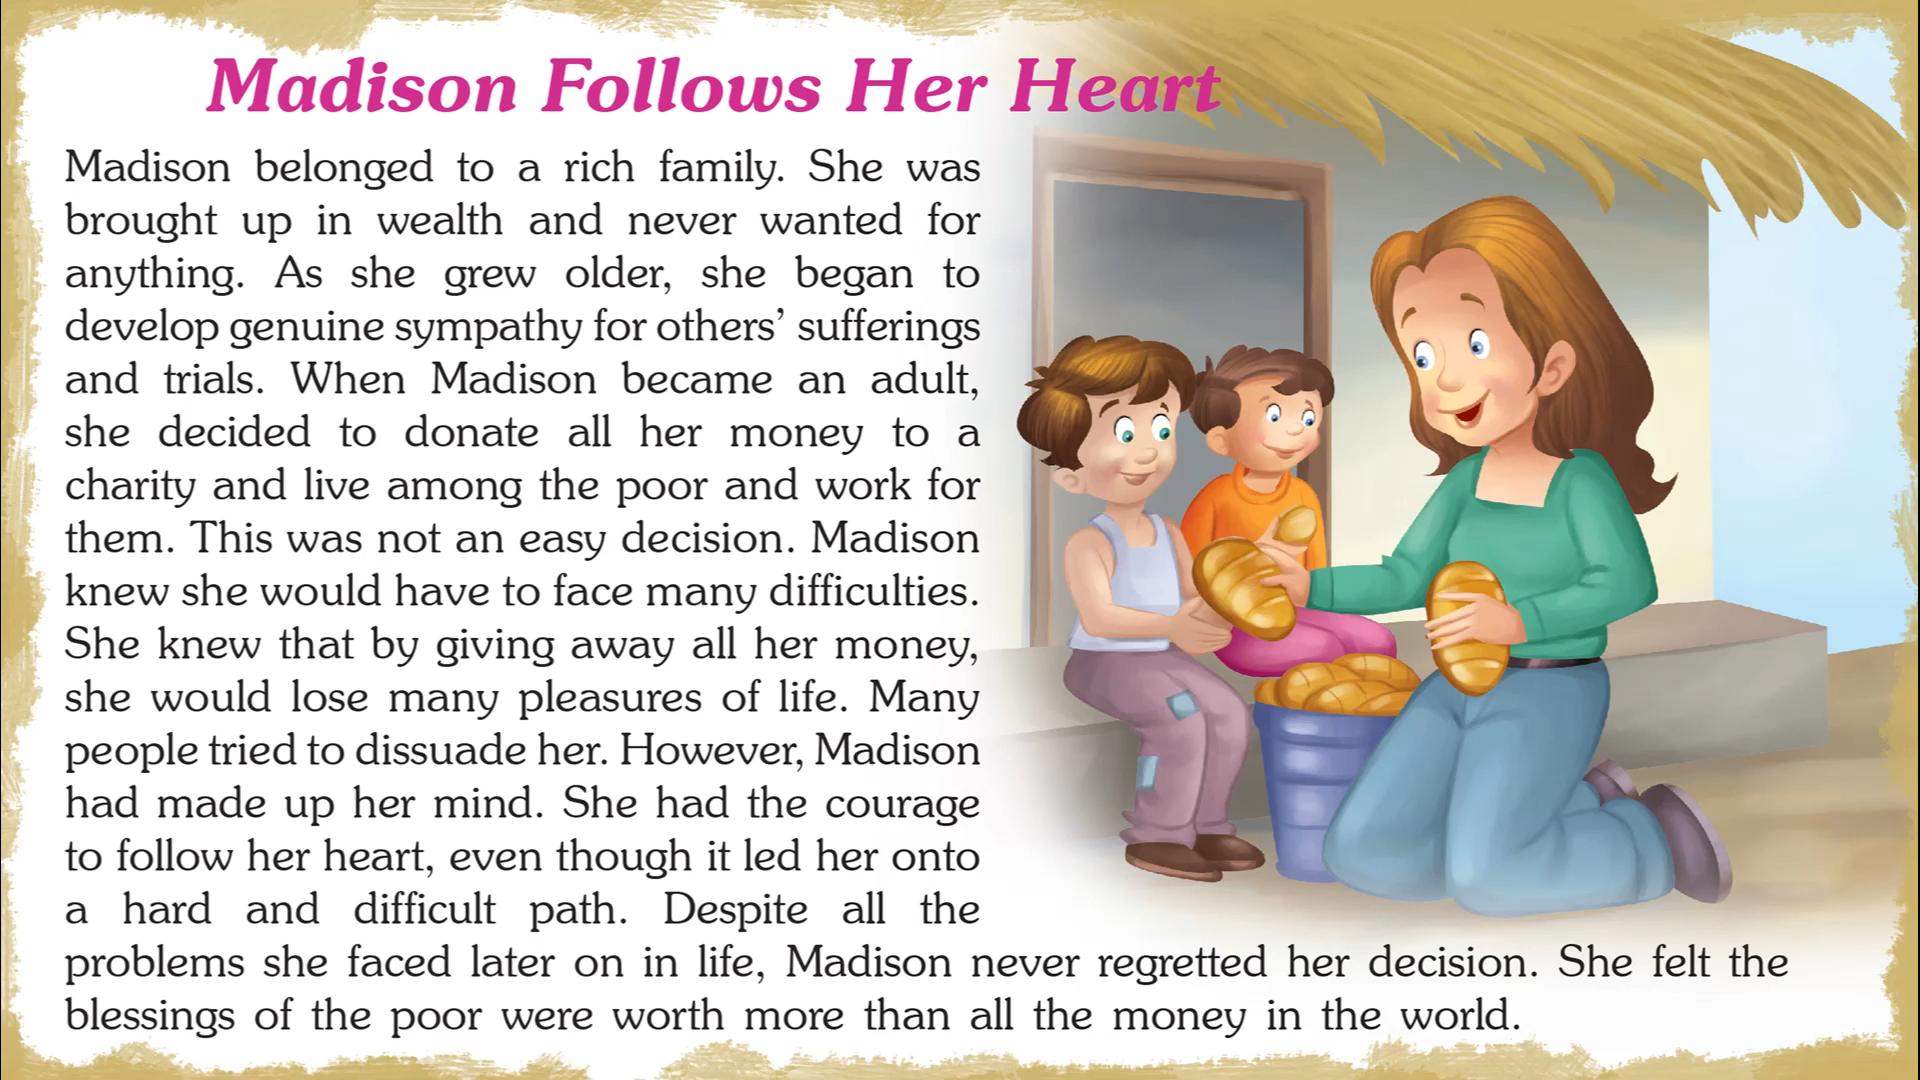 Madison Follows Her Heart
Madison belonged to a rich family. She was
brought up in wealth and never wanted for
anything. As she grew older, she began to
develop genuine sympathy for others’ sufferings
and trials. When Madison became an adult,
she decided to donate all her money to a
charity and live among the poor and work for
them. This was not an easy decision. Madison
knew she would have to face many difficulties.
She knew that by giving away all her money,
she would lose many pleasures of life. Many
people tried to dissuade her. However, Madison
had made up her mind. She had the courage
to follow her heart, even though it led her onto
a hard and difficult path. Despite all the
problems she faced later on in life, Madison never regretted her decision. She felt the
blessings of the poor were worth more than all the money in the world.